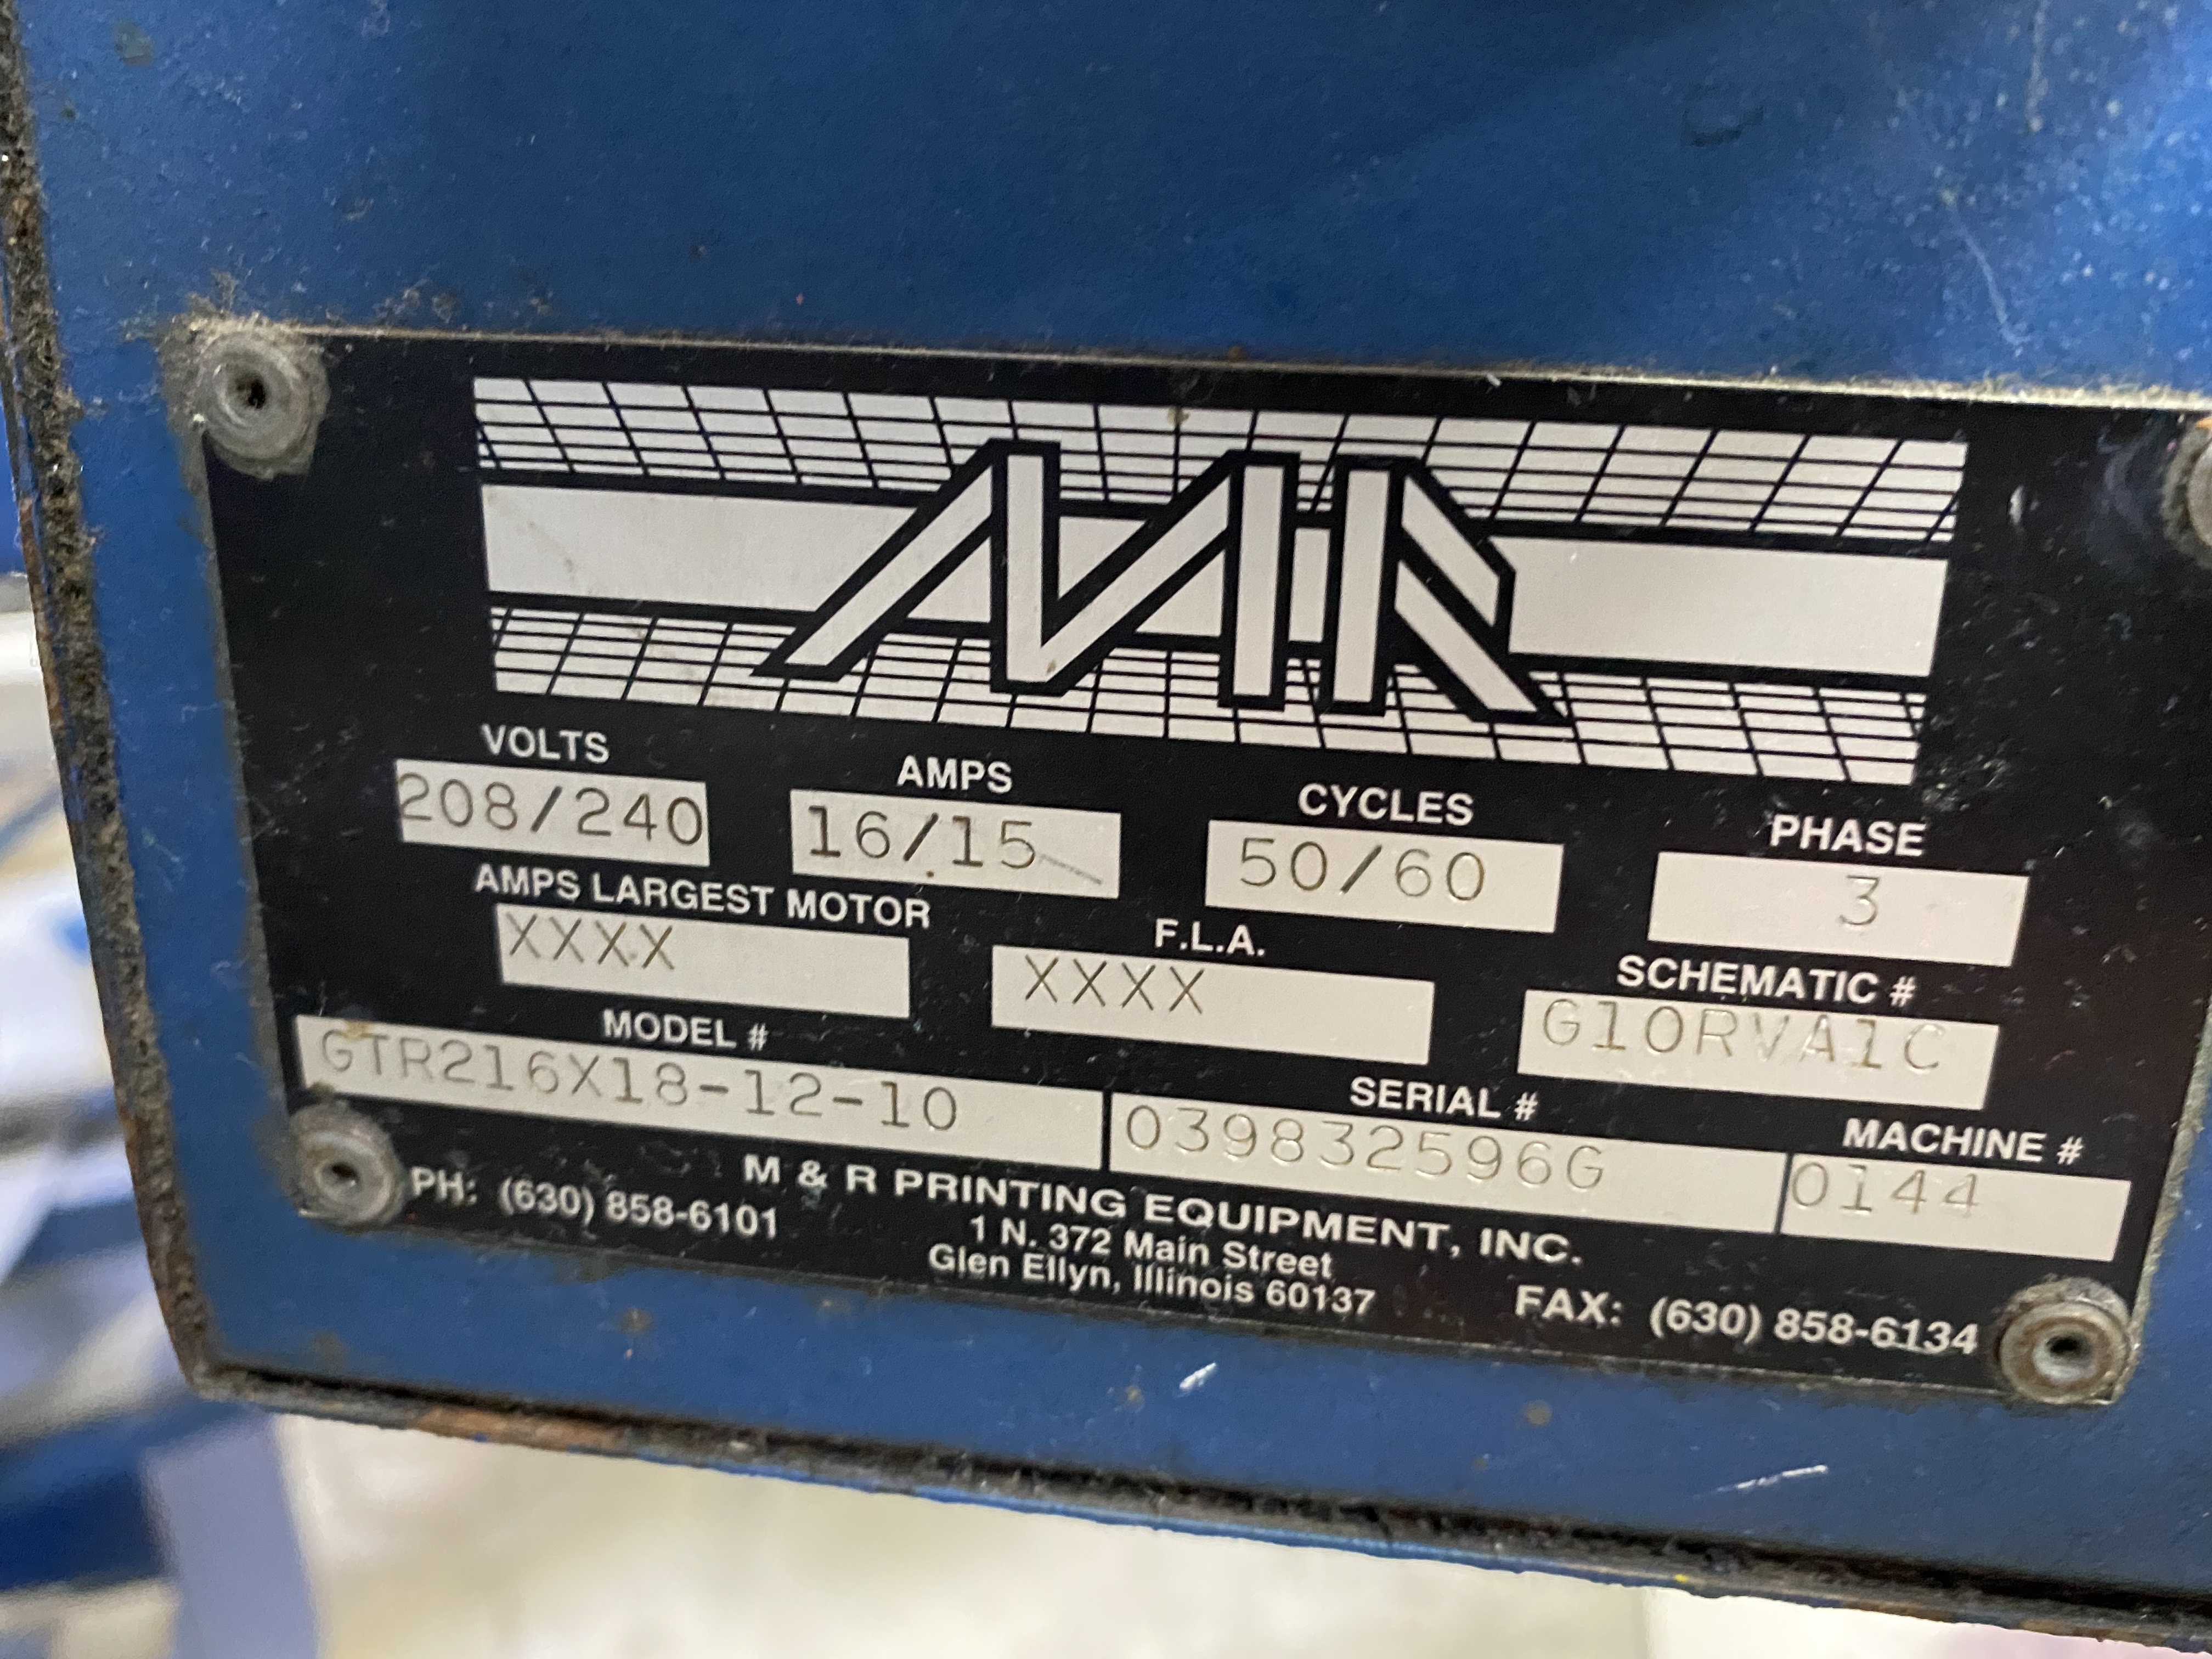 M&R
VOLTS AMPS CYCLES PHASE
208/240 16/15 50/60 3
AMPS LARGEST MOTOR F.L.A. SCHEMATIC #
XXXX XXXX G10RVA1C
MODEL # SERIAL # MACHINE #
GTR216X18-12-10 039832596G 0144
M & R PRINTING EQUIPMENT, INC.
PH: (630) 858-6101 1 N. 372 Main Street
Glen Ellyn, Illinois 60137 FAX: (630) 858-6134